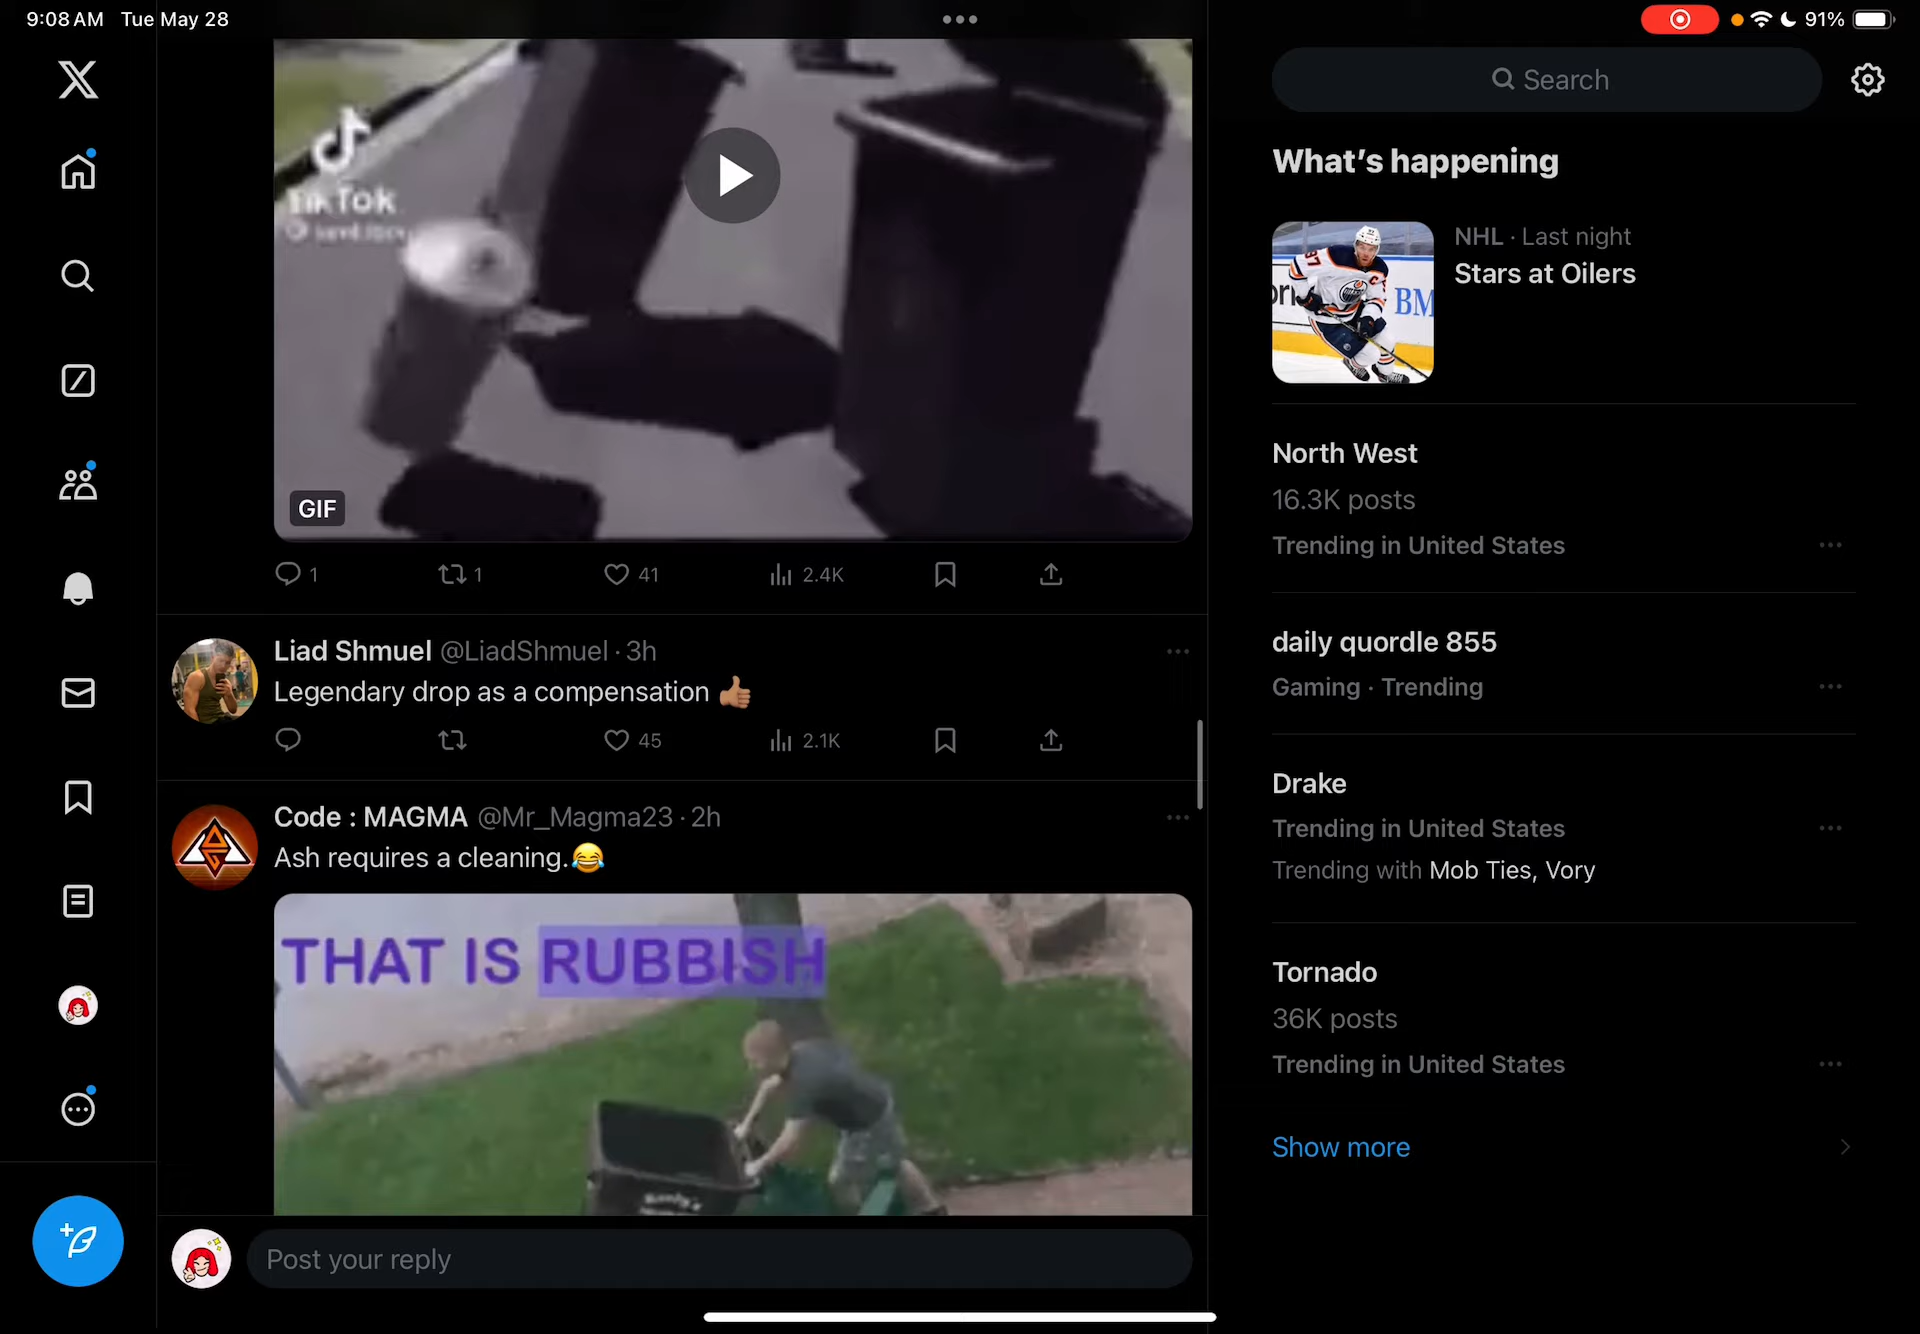 9:08 AM Tue May 28
91%
Search
What's happening
TikTok
NHL · Last night
Stars at Oilers
97
BM
North West
16.3K posts
Trending in United States
GIF
1
1
41
2.4K
Liad Shmuel @LiadShmuel · 3h
Legendary drop as a compensation 👍🏽
45
2.1K
daily quordle 855
Gaming · Trending
Drake
Trending in United States
Trending with Mob Ties, Vory
Code : MAGMA @Mr_Magma23 · 2h
Ash requires a cleaning.😂
THAT IS RUBBISH
Tornado
36K posts
Trending in United States
Show more
Post your reply